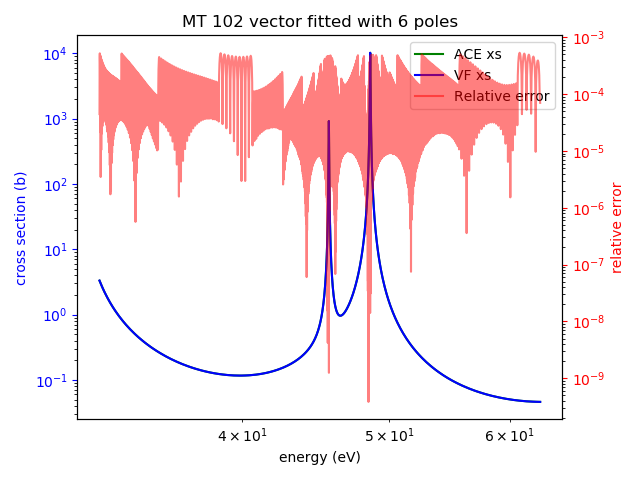 MT 102 vector fitted with 6 poles
ACE xs
VF xs
Relative error
cross section (b)
10⁴
10³
10²
10¹
10⁰
10⁻¹
10⁻³
10⁻⁴
10⁻⁵
10⁻⁶
10⁻⁷
10⁻⁸
10⁻⁹
relative error
4 × 10¹
5 × 10¹
6 × 10¹
energy (eV)